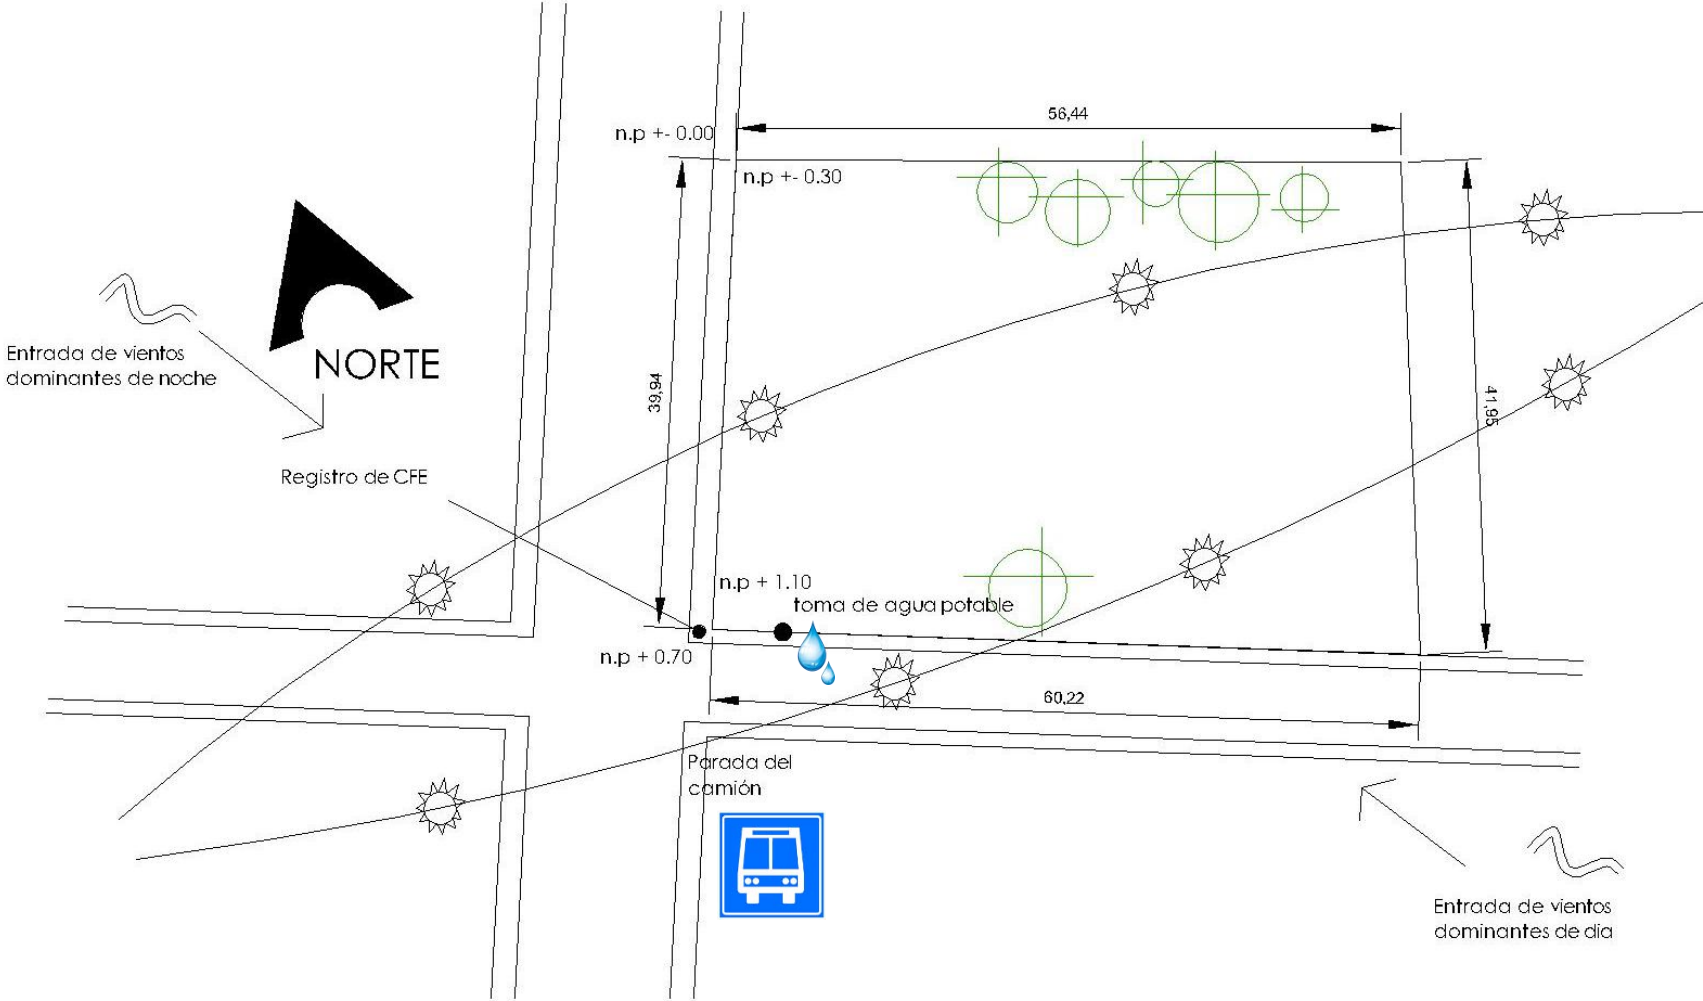 56,44
n.p +- 0.00
n.p +- 0.30
NORTE
Entrada de vientos
dominantes de noche
39,94
41,95
Registro de CFE
n.p + 1.10
toma de agua potable
n.p + 0.70
60,22
Parada del
camión
Entrada de vientos
dominantes de dia